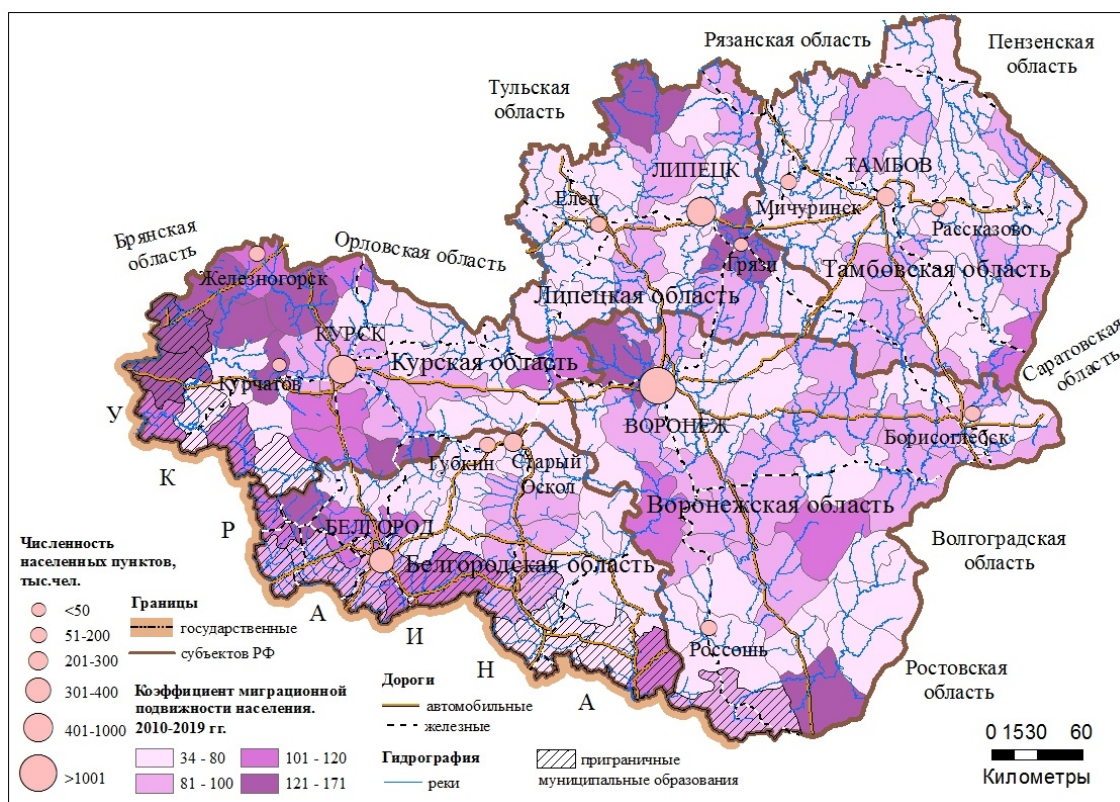 Рязанская область
Пензенская
область
Тульская
область
ЛИПЕЦК
ТАМБОВ
Елец
Мичуринск
Рассказово
Грязи
Брянская
область
Орловская область
Железногорск
Тамбовская область
Липецкая область
Саратовская
область
КУРСК
Курская область
Курчатов
ВОРОНЕЖ
Борисоглебск
У
К
Р
А
И
Н
А
Губкин
Старый
Оскол
Воронежская область
БЕЛГОРОД
Белгородская область
Волгоградская
область
Россошь
Ростовская
область
Численность
населенных пунктов,
тыс.чел.
<50
51-200
201-300
301-400
401-1000
>1001
Границы
государственные
субъектов РФ
Коэффициент миграционной
подвижности населения.
2010-2019 гг.
34 - 80
81 - 100
101 - 120
121 - 171
Дороги
автомобильные
железные
Гидрография
реки
приграничные
муниципальные образования
0 1530 60
Километры